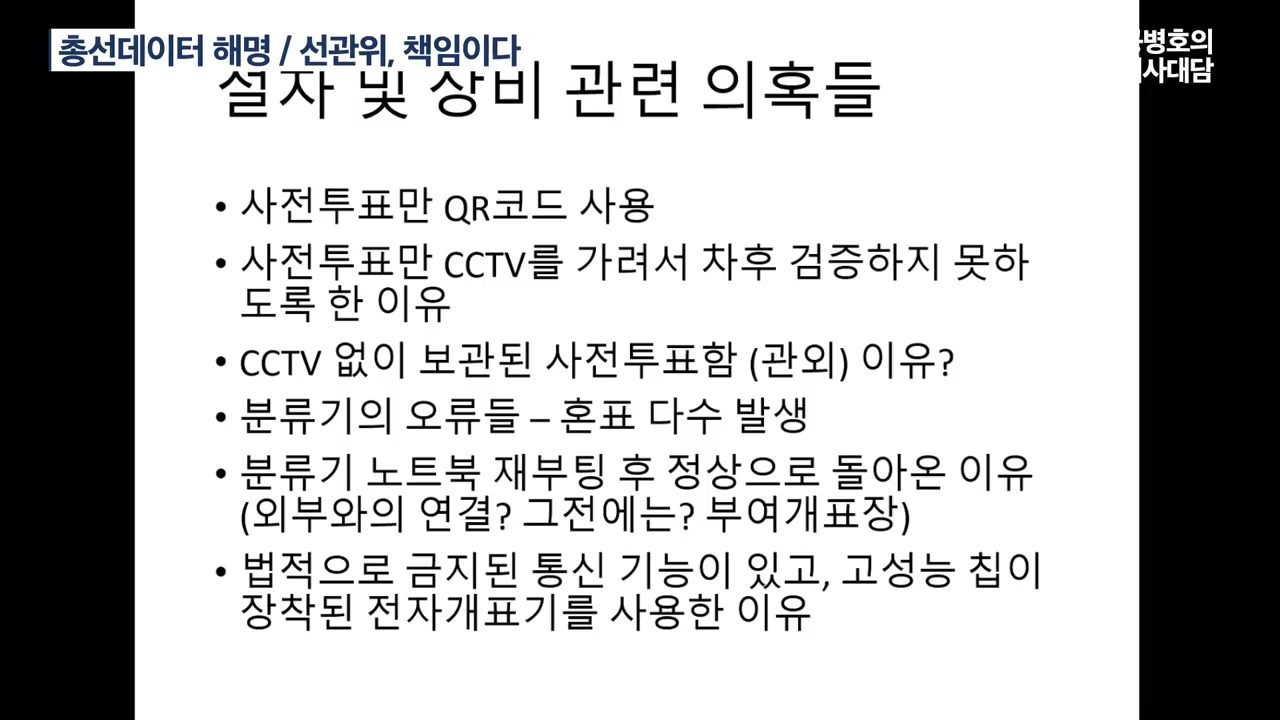 총선데이터 해명 / 선관위, 책임이다
병호의
사대담
절차 및 장비 관련 의혹들
• 사전투표만 QR코드 사용
• 사전투표만 CCTV를 가려서 차후 검증하지 못하
도록 한 이유
• CCTV 없이 보관된 사전투표함 (관외) 이유?
• 분류기의 오류들 – 혼표 다수 발생
• 분류기 노트북 재부팅 후 정상으로 돌아온 이유
(외부와의 연결? 그전에는? 부여개표장)
• 법적으로 금지된 통신 기능이 있고, 고성능 칩이
장착된 전자개표기를 사용한 이유